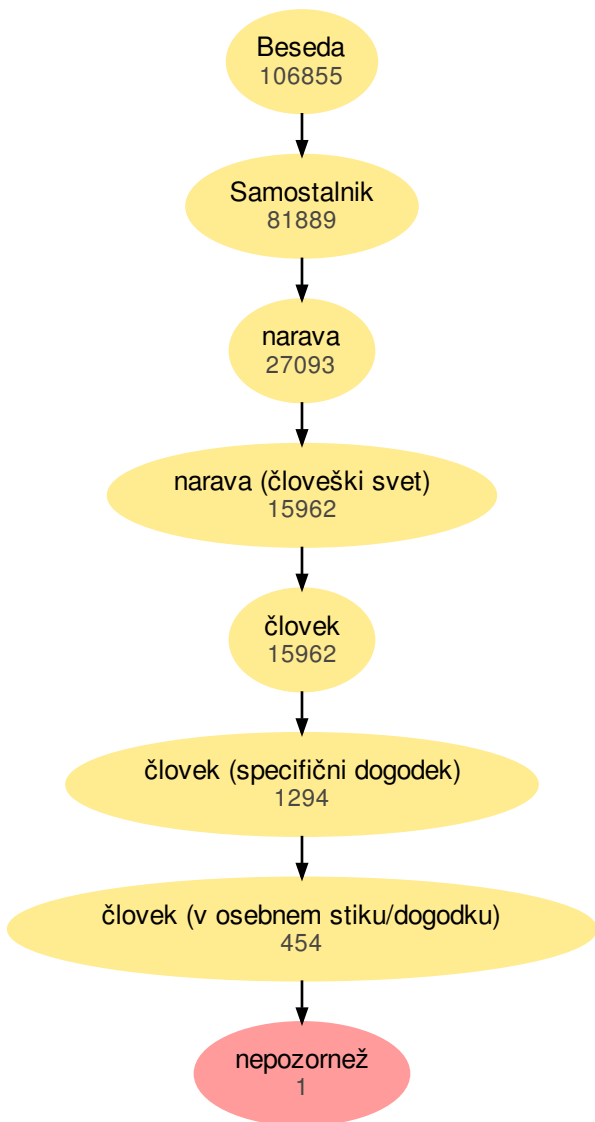 Beseda
106855
Samostalnik
81889
narava
27093
narava (človeški svet)
15962
človek
15962
človek (specifični dogodek)
1294
človek (v osebnem stiku/dogodku)
454
nepozornež
1